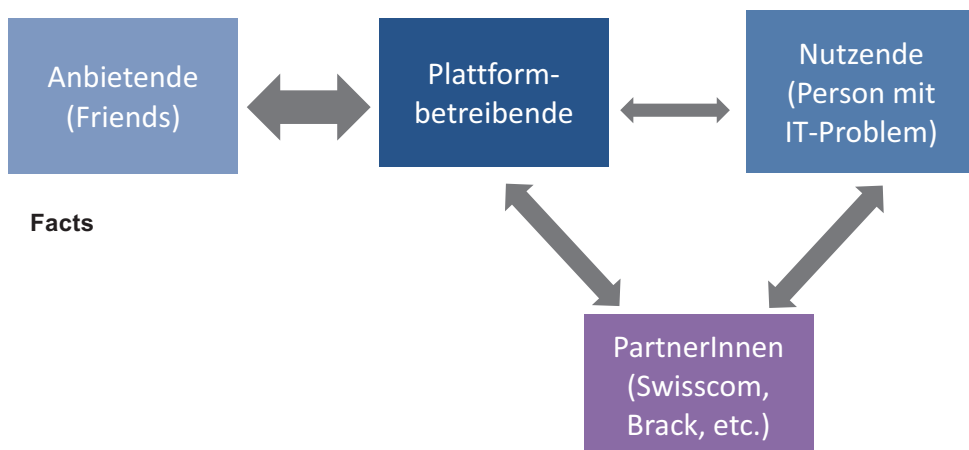 Anbietende
(Friends)
Plattform-
betreibende
Nutzende
(Person mit
IT-Problem)
Facts
PartnerInnen
(Swisscom,
Brack, etc.)